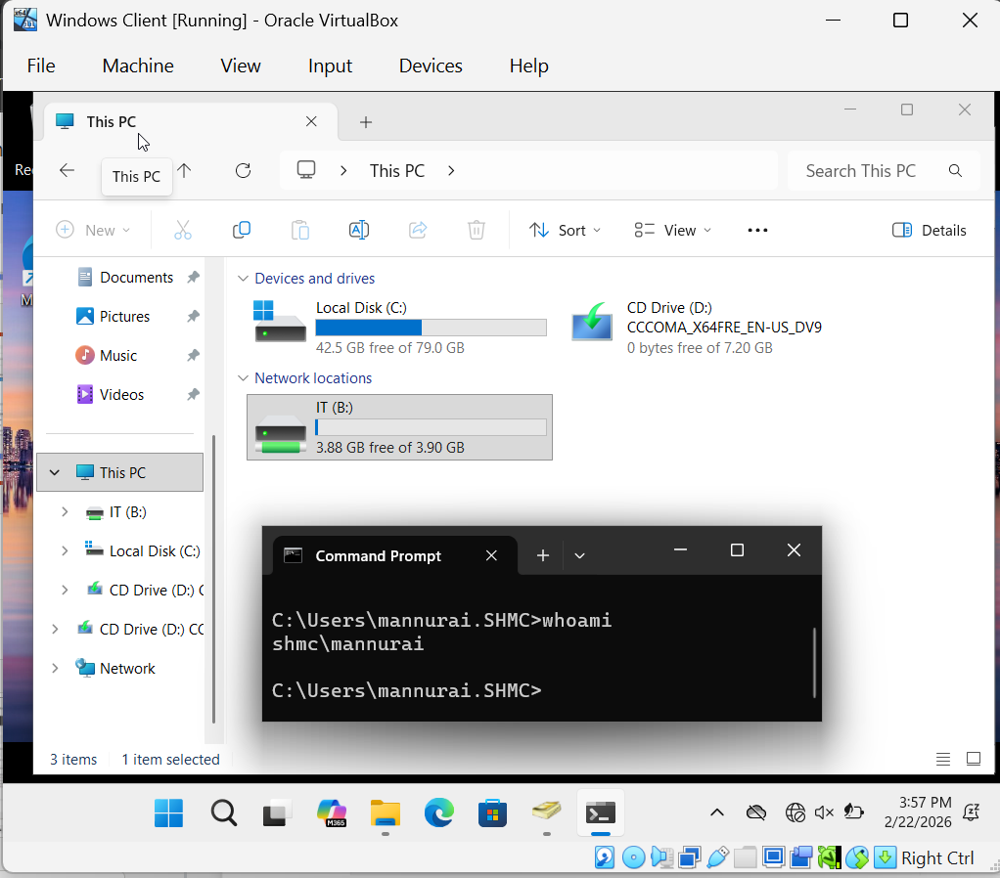 Windows Client [Running] - Oracle VirtualBox
File Machine View Input Devices Help
This PC
This PC
This PC
Search This PC
New
Sort
View
Details
Documents
Pictures
Music
Videos
This PC
IT (B:)
Local Disk (C:)
CD Drive (D:) C
CD Drive (D:) CC
Network
Devices and drives
Local Disk (C:)
42.5 GB free of 79.0 GB
CD Drive (D:)
CCCOMA_X64FRE_EN-US_DV9
0 bytes free of 7.20 GB
Network locations
IT (B:)
3.88 GB free of 3.90 GB
Command Prompt
C:\Users\mannurai.SHMC>whoami
shmc\mannurai
C:\Users\mannurai.SHMC>
3 items 1 item selected
M365
3:57 PM
2/22/2026
Right Ctrl